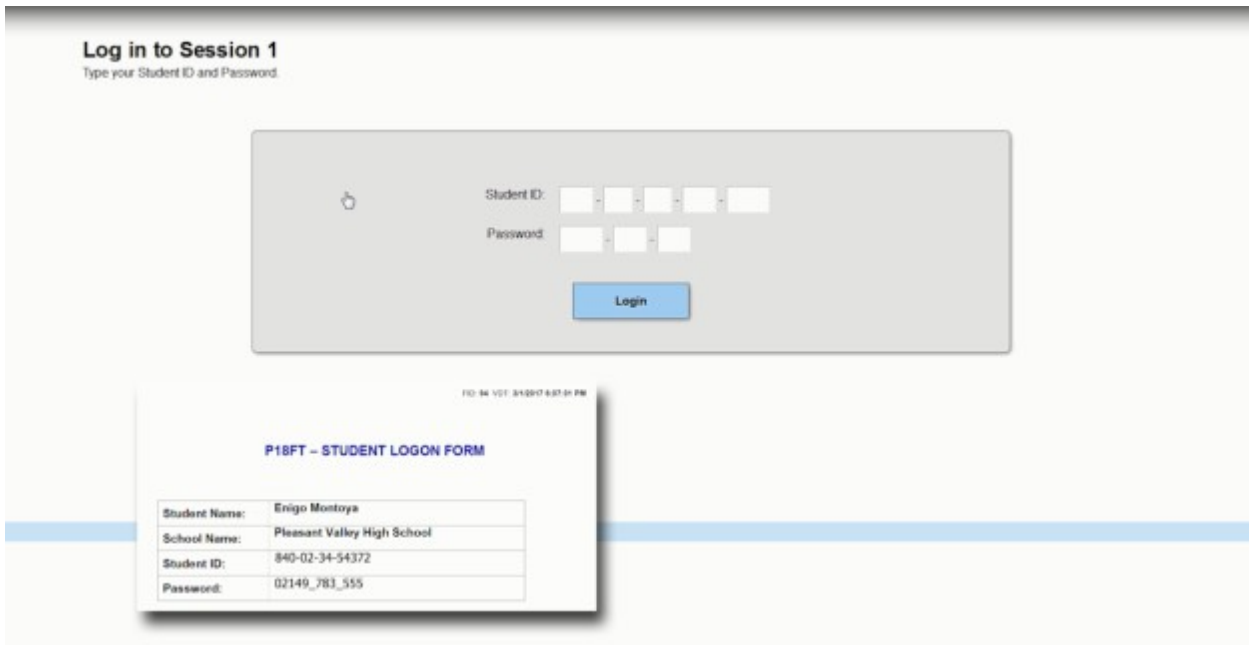 Log in to Session 1
Type your Student ID and Password.
Student ID: - - - -
Password: - -
Login
P18FT – STUDENT LOGON FORM
Student Name: Enigo Montoya
School Name: Pleasant Valley High School
Student ID: 840-02-34-54372
Password: 02149_783_555